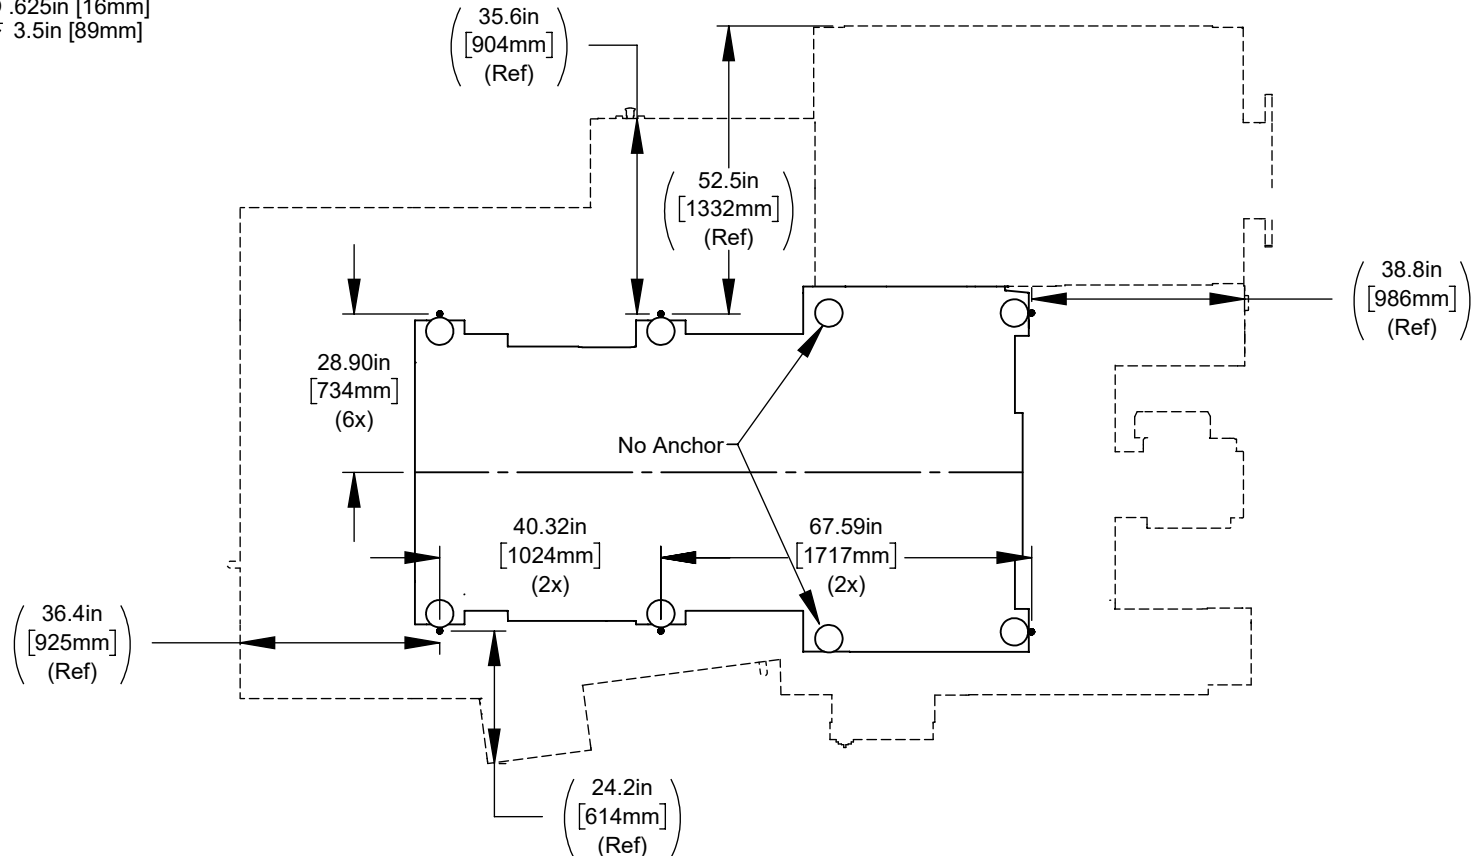 .625in [16mm]
3.5in [89mm]
35.6in
[904mm]
(Ref)
52.5in
[1332mm]
(Ref)
38.8in
[986mm]
(Ref)
28.90in
[734mm]
(6x)
No Anchor
40.32in
[1024mm]
(2x)
67.59in
[1717mm]
(2x)
36.4in
[925mm]
(Ref)
24.2in
[614mm]
(Ref)